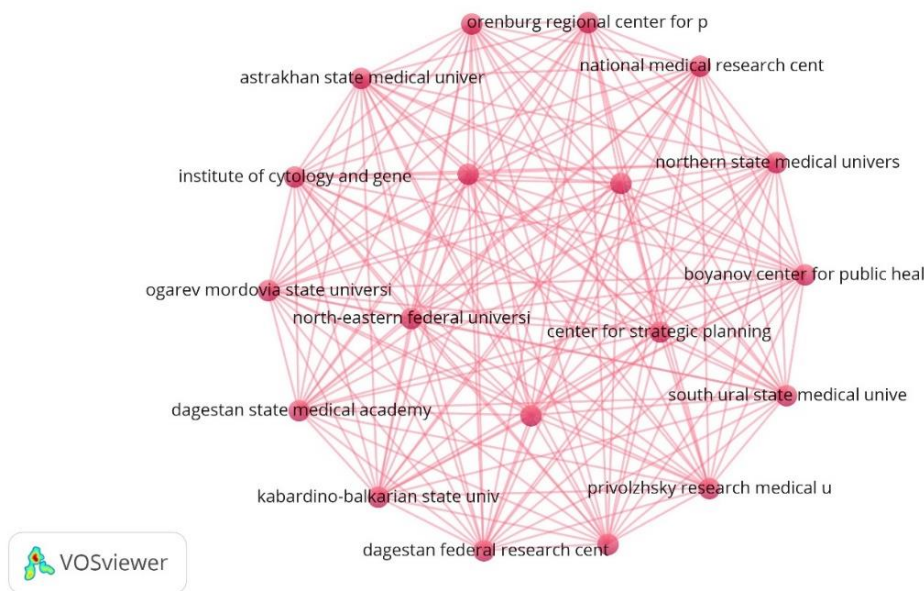 orenburg regional center for p
national medical research cent
astrakhan state medical univer
northern state medical univers
institute of cytology and gene
boyanov center for public heal
ogarev mordovia state universi
north-eastern federal universi
center for strategic planning
south ural state medical unive
dagestan state medical academy
privolzhsky research medical u
kabardino-balkarian state univ
dagestan federal research cent
VOSviewer